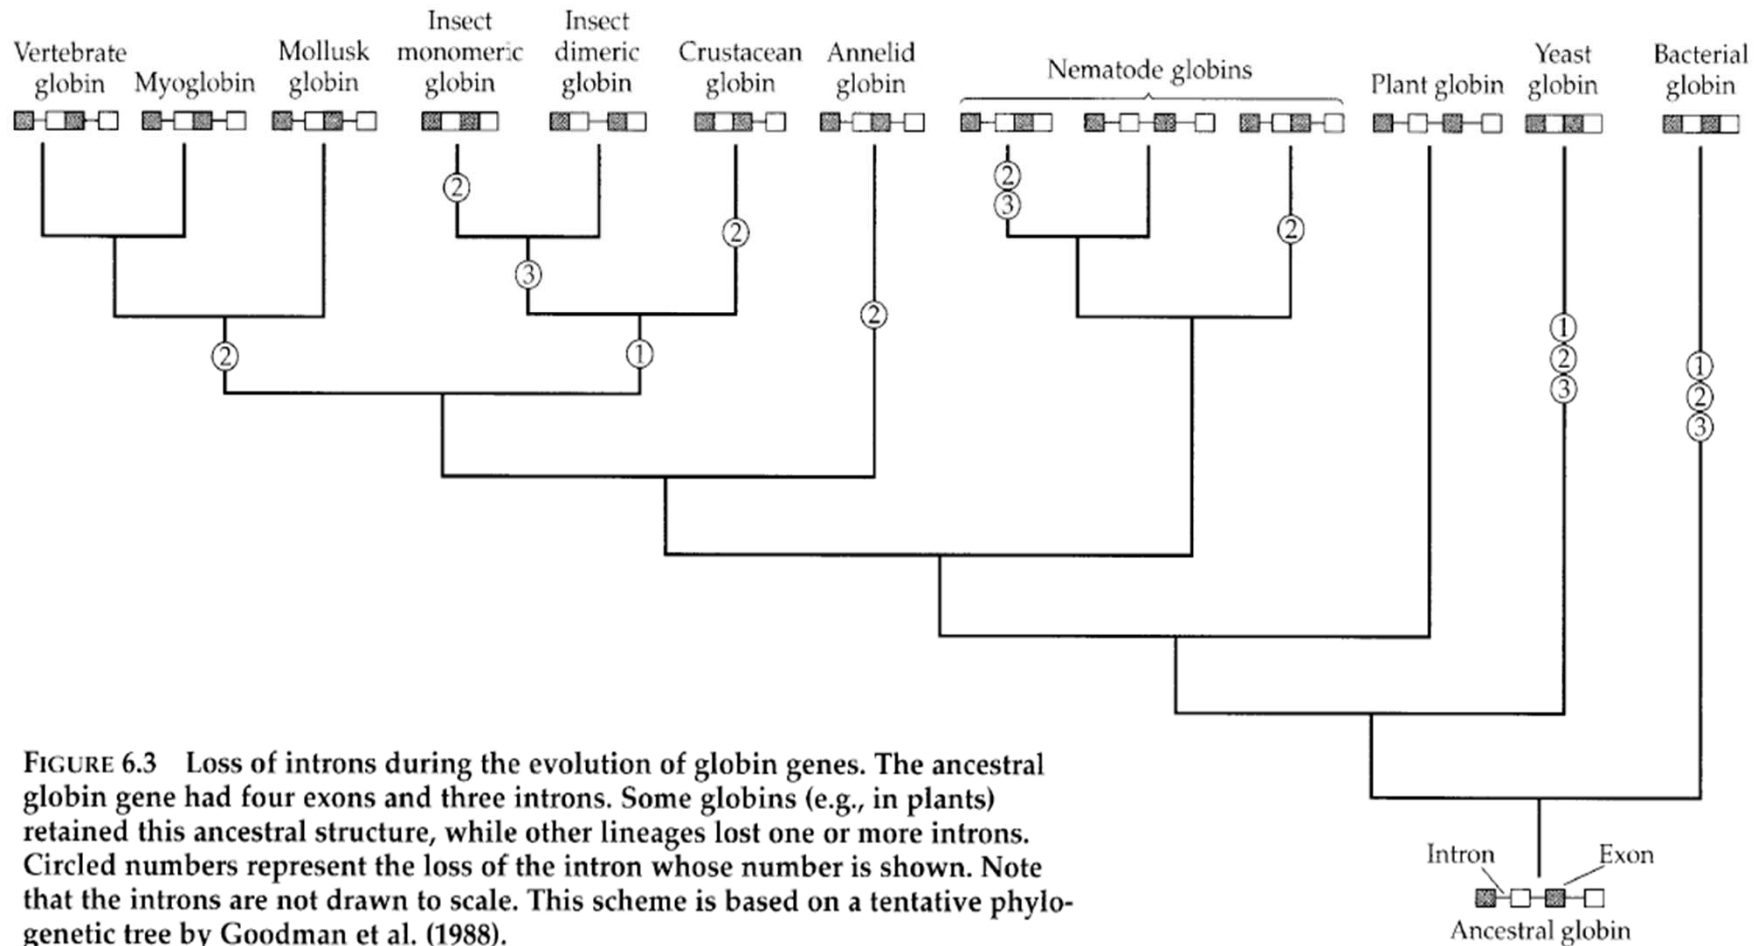 Vertebrate
globin
Myoglobin
Mollusk
globin
Insect
monomeric
globin
Insect
dimeric
globin
Crustacean
globin
Annelid
globin
Nematode globins
Plant globin
Yeast
globin
Bacterial
globin
2
3
2
1
2
2
2
3
2
1
2
3
1
2
3
Intron
Exon
Ancestral globin
FIGURE 6.3 Loss of introns during the evolution of globin genes. The ancestral
globin gene had four exons and three introns. Some globins (e.g., in plants)
retained this ancestral structure, while other lineages lost one or more introns.
Circled numbers represent the loss of the intron whose number is shown. Note
that the introns are not drawn to scale. This scheme is based on a tentative phylo-
genetic tree by Goodman et al. (1988).